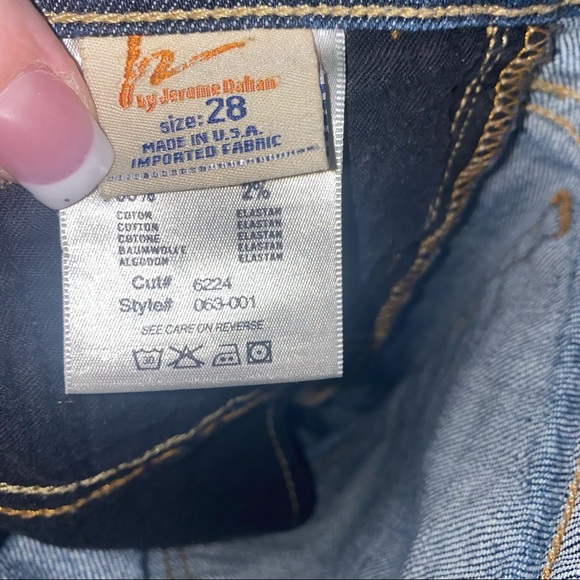 by Jerome Dahan
size: 28
MADE IN U.S.A.
IMPORTED FABRIC
2%
COTON ELASTAN
COTTON ELASTAN
COTONE ELASTAN
BAUMWOLLE ELASTAN
ALGODON ELASTAN
Cut# 6224
Style# 063-001
SEE CARE ON REVERSE
30